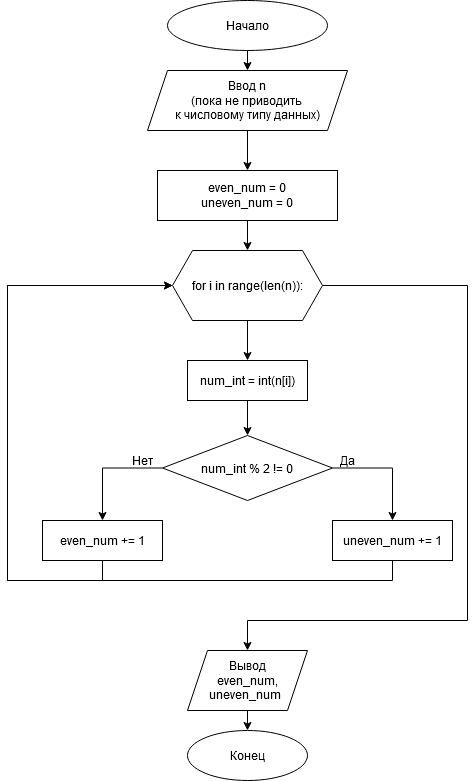 Начало
Ввод n
(пока не приводить
к числовому типу данных)
even_num = 0
uneven_num = 0
for i in range(len(n)):
num_int = int(n[i])
num_int % 2 != 0
Нет
Да
even_num += 1
uneven_num += 1
Вывод
even_num,
uneven_num
Конец